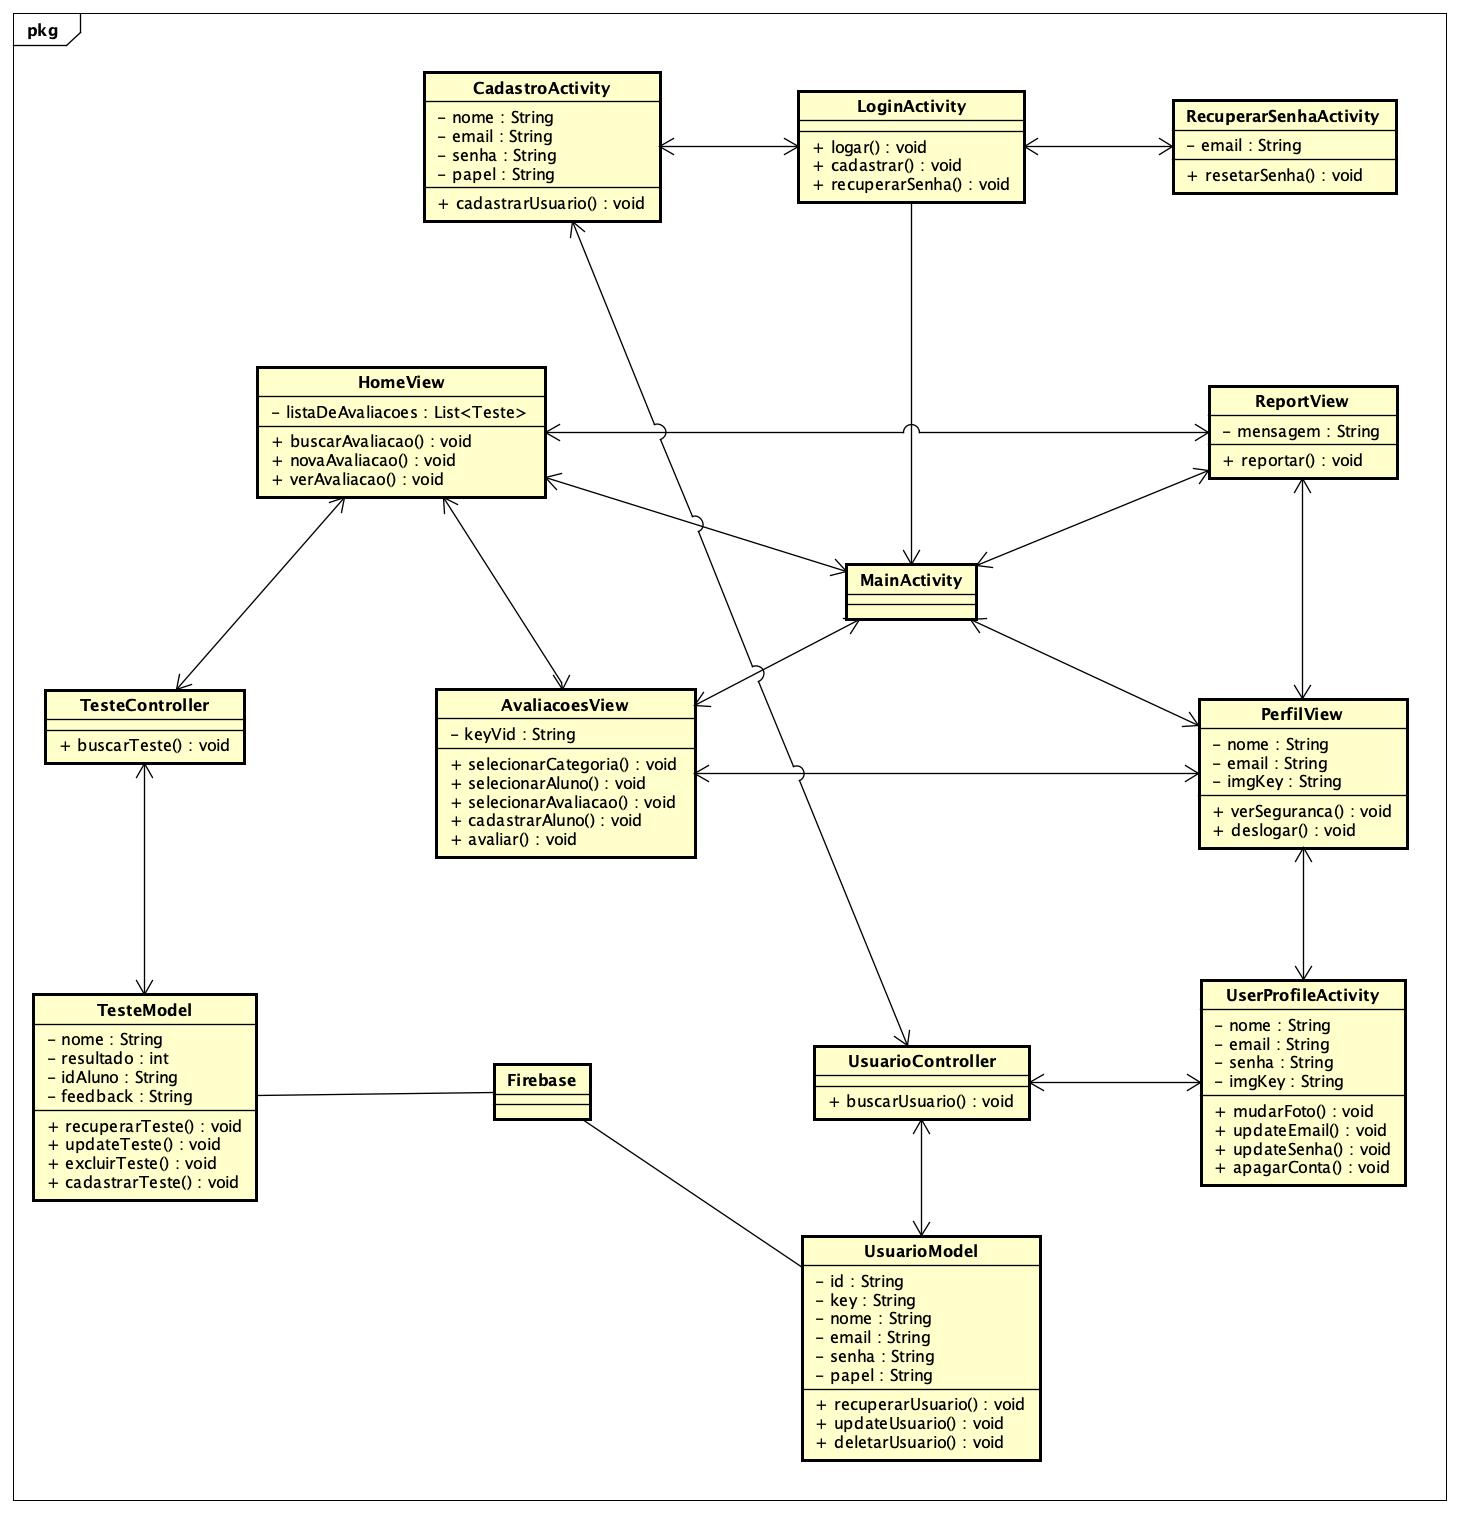 pkg
CadastroActivity
– nome : String
– email : String
– senha : String
– papel : String
+ cadastrarUsuario() : void
LoginActivity
+ logar() : void
+ cadastrar() : void
+ recuperarSenha() : void
RecuperarSenhaActivity
– email : String
+ resetarSenha() : void
HomeView
– listaDeAvaliacoes : List<Teste>
+ buscarAvaliacao() : void
+ novaAvaliacao() : void
+ verAvaliacao() : void
ReportView
– mensagem : String
+ reportar() : void
MainActivity
TesteController
+ buscarTeste() : void
AvaliacoesView
– keyVid : String
+ selecionarCategoria() : void
+ selecionarAluno() : void
+ selecionarAvaliacao() : void
+ cadastrarAluno() : void
+ avaliar() : void
PerfilView
– nome : String
– email : String
– imgKey : String
+ verSeguranca() : void
+ deslogar() : void
TesteModel
– nome : String
– resultado : int
– idAluno : String
– feedback : String
+ recuperarTeste() : void
+ updateTeste() : void
+ excluirTeste() : void
+ cadastrarTeste() : void
Firebase
UsuarioController
+ buscarUsuario() : void
UserProfileActivity
– nome : String
– email : String
– senha : String
– imgKey : String
+ mudarFoto() : void
+ updateEmail() : void
+ updateSenha() : void
+ apagarConta() : void
UsuarioModel
– id : String
– key : String
– nome : String
– email : String
– senha : String
– papel : String
+ recuperarUsuario() : void
+ updateUsuario() : void
+ deletarUsuario() : void